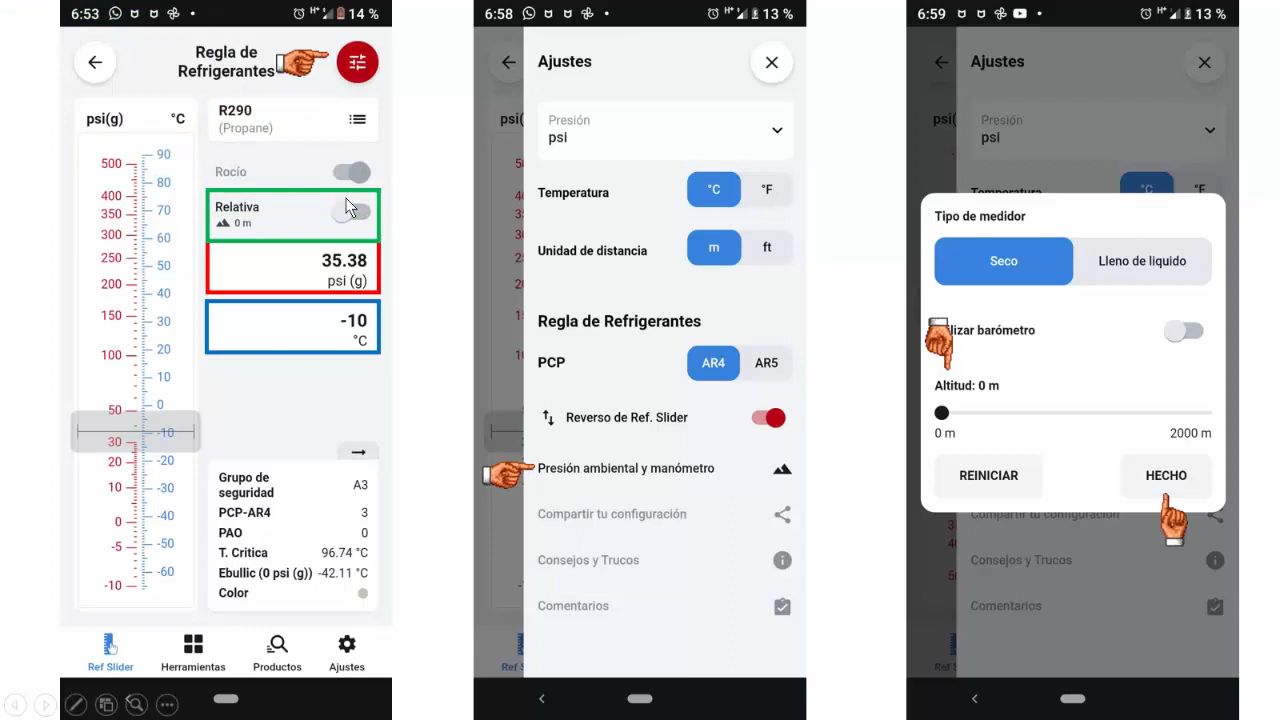 6:53
14 %
Regla de
Refrigerantes
psi(g) °C
R290
(Propane)
Rocío
Relativa
0 m
35.38
psi (g)
-10
°C
500
400
350
300
250
200
150
100
50
30
20
10
0
-5
-10
90
80
70
60
50
40
30
20
10
0
-10
-20
-30
-40
-50
-60
Grupo de
seguridad A3
PCP-AR4 3
PAO 0
T. Critica 96.74 °C
Ebullic (0 psi (g)) -42.11 °C
Color
Ref Slider Herramientas Productos Ajustes
6:58
H+
13 %
psi(
Ajustes
Presión
psi
Temperatura °C °F
Unidad de distancia m ft
Regla de Refrigerantes
PCP AR4 AR5
Reverso de Ref. Slider
Presión ambiental y manómetro
Compartir tu configuración
Consejos y Trucos
Comentarios
Ref S
6:59
H+
13 %
psi(
Ajustes
Presión
psi
Temperatura °C °F
Tipo de medidor
Seco Lleno de liquido
lizar barómetro
Altitud: 0 m
0 m 2000 m
REINICIAR HECHO
Compartir tu configuración
Consejos y Trucos
Comentarios
Ref S